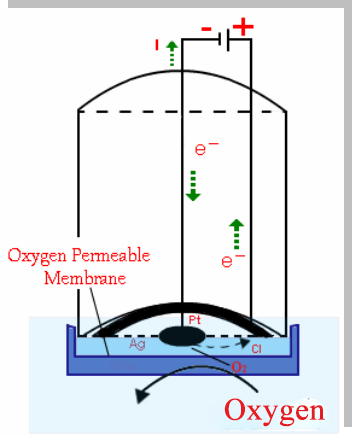 - +
I
e⁻
e⁻
Oxygen Permeable
Membrane
Pt
Ag
Cl
O₂
Oxygen